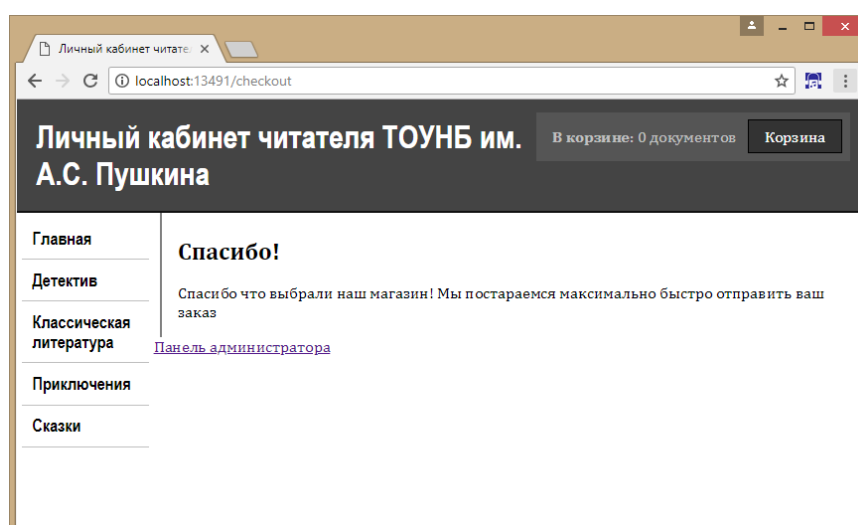 Личный кабинет читате
localhost:13491/checkout
Личный кабинет читателя ТОУНБ им.
А.С. Пушкина
В корзине: 0 документов
Корзина
Главная
Детектив
Классическая
литература
Приключения
Сказки
Спасибо!
Спасибо что выбрали наш магазин! Мы постараемся максимально быстро отправить ваш
заказ
Панель администратора